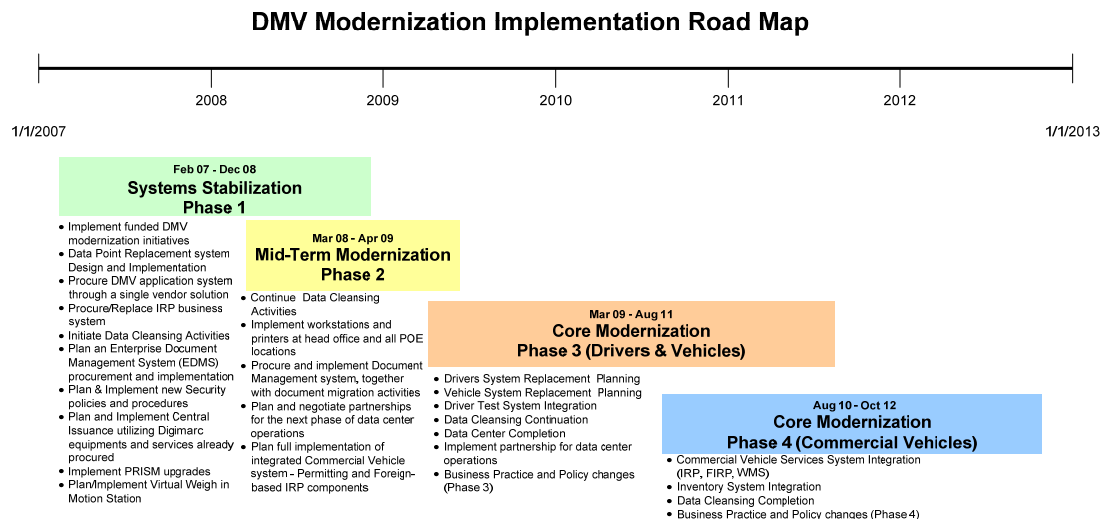 DMV Modernization Implementation Road Map
2008
2009
2010
2011
2012
1/1/2007
1/1/2013
Feb 07 - Dec 08
Systems Stabilization
Phase 1
• Implement funded DMV
modernization initiatives
• Data Point Replacement system
Design and Implementation
• Procure DMV application system
through a single vendor solution
• Procure/Replace IRP business
system
• Initiate Data Cleansing Activities
• Plan an Enterprise Document
Management System (EDMS)
procurement and implementation
• Plan & Implement new Security
policies and procedures
• Plan and Implement Central
Issuance utilizing Digimarc
equipments and services already
procured
• Implement PRISM upgrades
• Plan/Implement Virtual Weigh in
Motion Station
Mar 08 - Apr 09
Mid-Term Modernization
Phase 2
• Continue Data Cleansing
Activities
• Implement workstations and
printers at head office and all POE
locations
• Procure and implement Document
Management system, together
with document migration activities
• Plan and negotiate partnerships
for the next phase of data center
operations
• Plan full implementation of
integrated Commercial Vehicle
system - Permitting and Foreign-
based IRP components
Mar 09 - Aug 11
Core Modernization
Phase 3 (Drivers & Vehicles)
• Drivers System Replacement Planning
• Vehicle System Replacement Planning
• Driver Test System Integration
• Data Cleansing Continuation
• Data Center Completion
• Implement partnership for data center
operations
• Business Practice and Policy changes
(Phase 3)
Aug 10 - Oct 12
Core Modernization
Phase 4 (Commercial Vehicles)
• Commercial Vehicle Services System Integration
(IRP, FIRP, WMS)
• Inventory System Integration
• Data Cleansing Completion
• Business Practice and Policy changes (Phase 4)